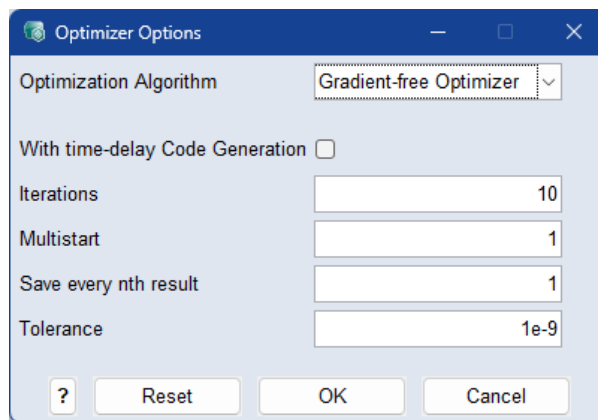 Optimizer Options
Optimization Algorithm Gradient-free Optimizer
With time-delay Code Generation
Iterations 10
Multistart 1
Save every nth result 1
Tolerance 1e-9
? Reset OK Cancel